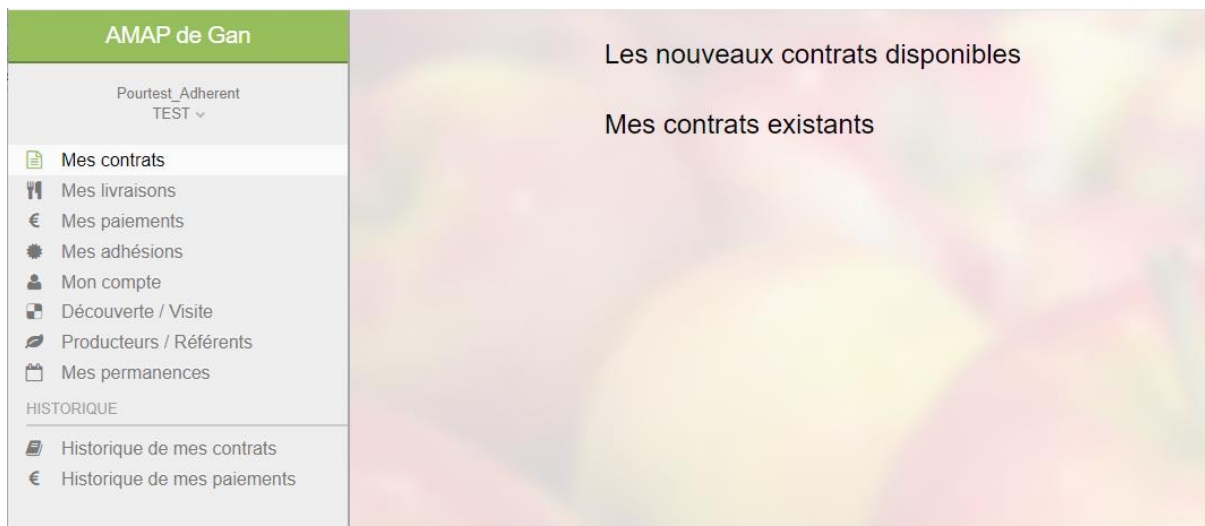 AMAP de Gan
Pourtest_Adherent
TEST
Mes contrats
Mes livraisons
Mes paiements
Mes adhésions
Mon compte
Découverte / Visite
Producteurs / Référents
Mes permanences
HISTORIQUE
Historique de mes contrats
Historique de mes paiements
Les nouveaux contrats disponibles
Mes contrats existants